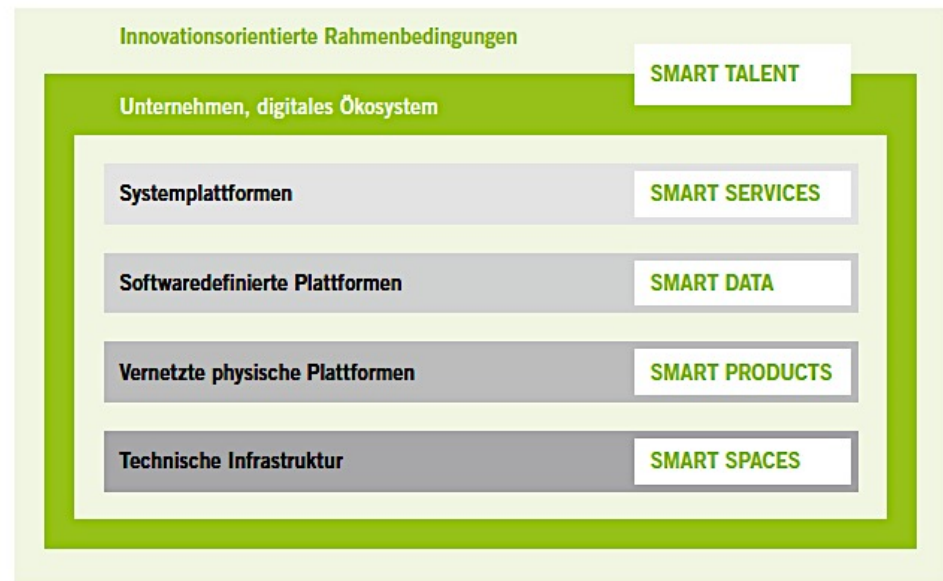 Innovationsorientierte Rahmenbedingungen
SMART TALENT
Unternehmen, digitales Ökosystem
Systemplattformen
SMART SERVICES
Softwaredefinierte Plattformen
SMART DATA
Vernetzte physische Plattformen
SMART PRODUCTS
Technische Infrastruktur
SMART SPACES